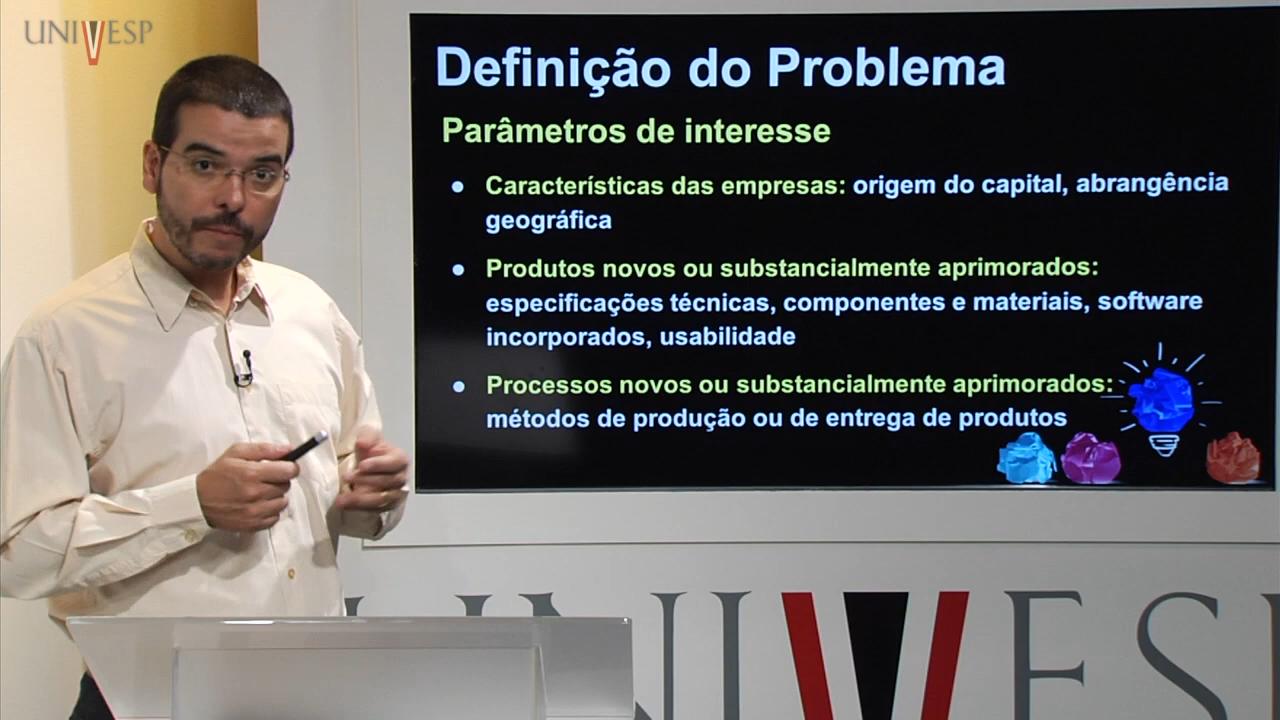 UNIVESP
Definição do Problema
Parâmetros de interesse
• Características das empresas: origem do capital, abrangência
geográfica
• Produtos novos ou substancialmente aprimorados:
especificações técnicas, componentes e materiais, software
incorporados, usabilidade
• Processos novos ou substancialmente aprimorados:
métodos de produção ou de entrega de produtos
UNIVESP